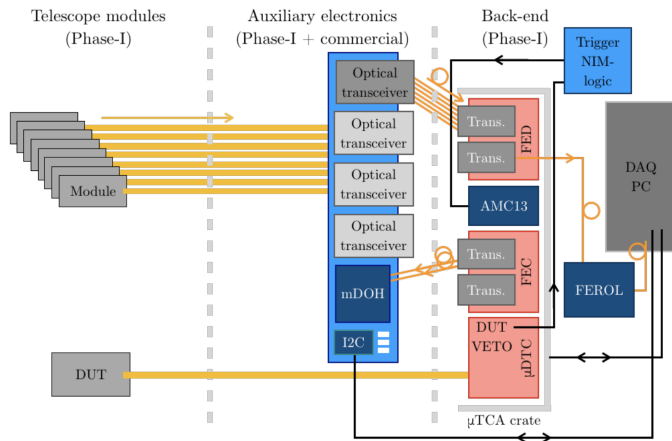 Telescope modules
(Phase-I)
Auxiliary electronics
(Phase-I + commercial)
Back-end
(Phase-I)
Trigger
NIM-
logic
Optical
transceiver
Optical
transceiver
Optical
transceiver
Optical
transceiver
Trans.
Trans.
FED
Module
AMC13
DAQ
PC
Trans.
Trans.
FEC
mDOH
FEROL
I2C
DUT
VETO
µDTC
DUT
µTCA crate